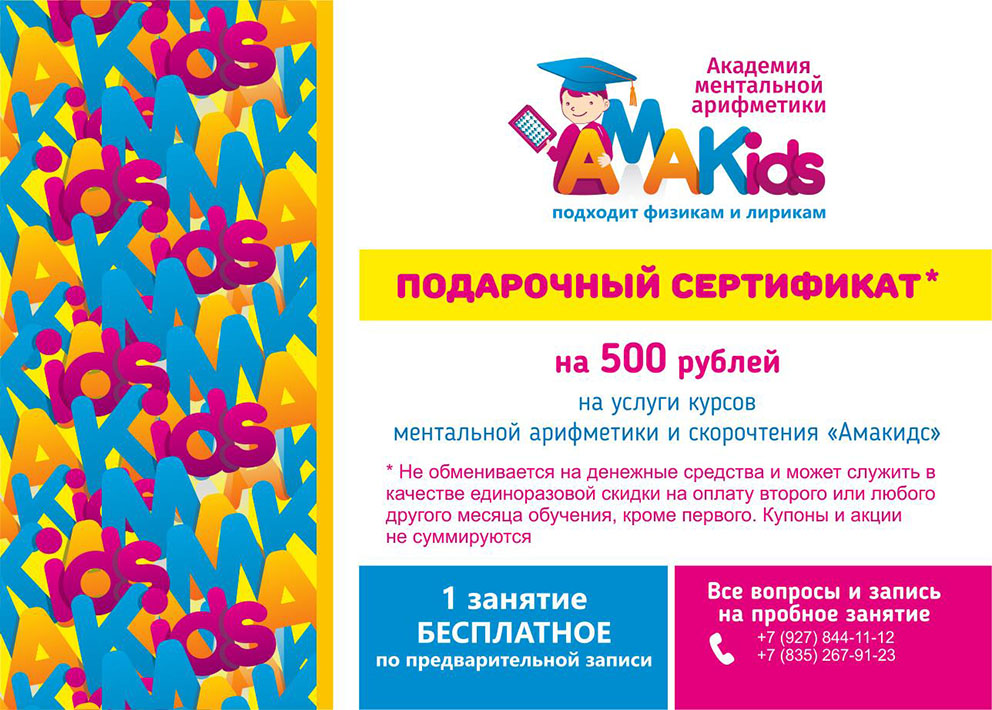 Академия
ментальной
арифметики
AMAKids
подходит физикам и лирикам
ПОДАРОЧНЫЙ СЕРТИФИКАТ*
на 500 рублей
на услуги курсов
ментальной арифметики и скорочтения «Амакидс»
* Не обменивается на денежные средства и может служить в
качестве единоразовой скидки на оплату второго или любого
другого месяца обучения, кроме первого. Купоны и акции
не суммируются
1 занятие
БЕСПЛАТНОЕ
по предварительной записи
Все вопросы и запись
на пробное занятие
+7 (927) 844-11-12
+7 (835) 267-91-23